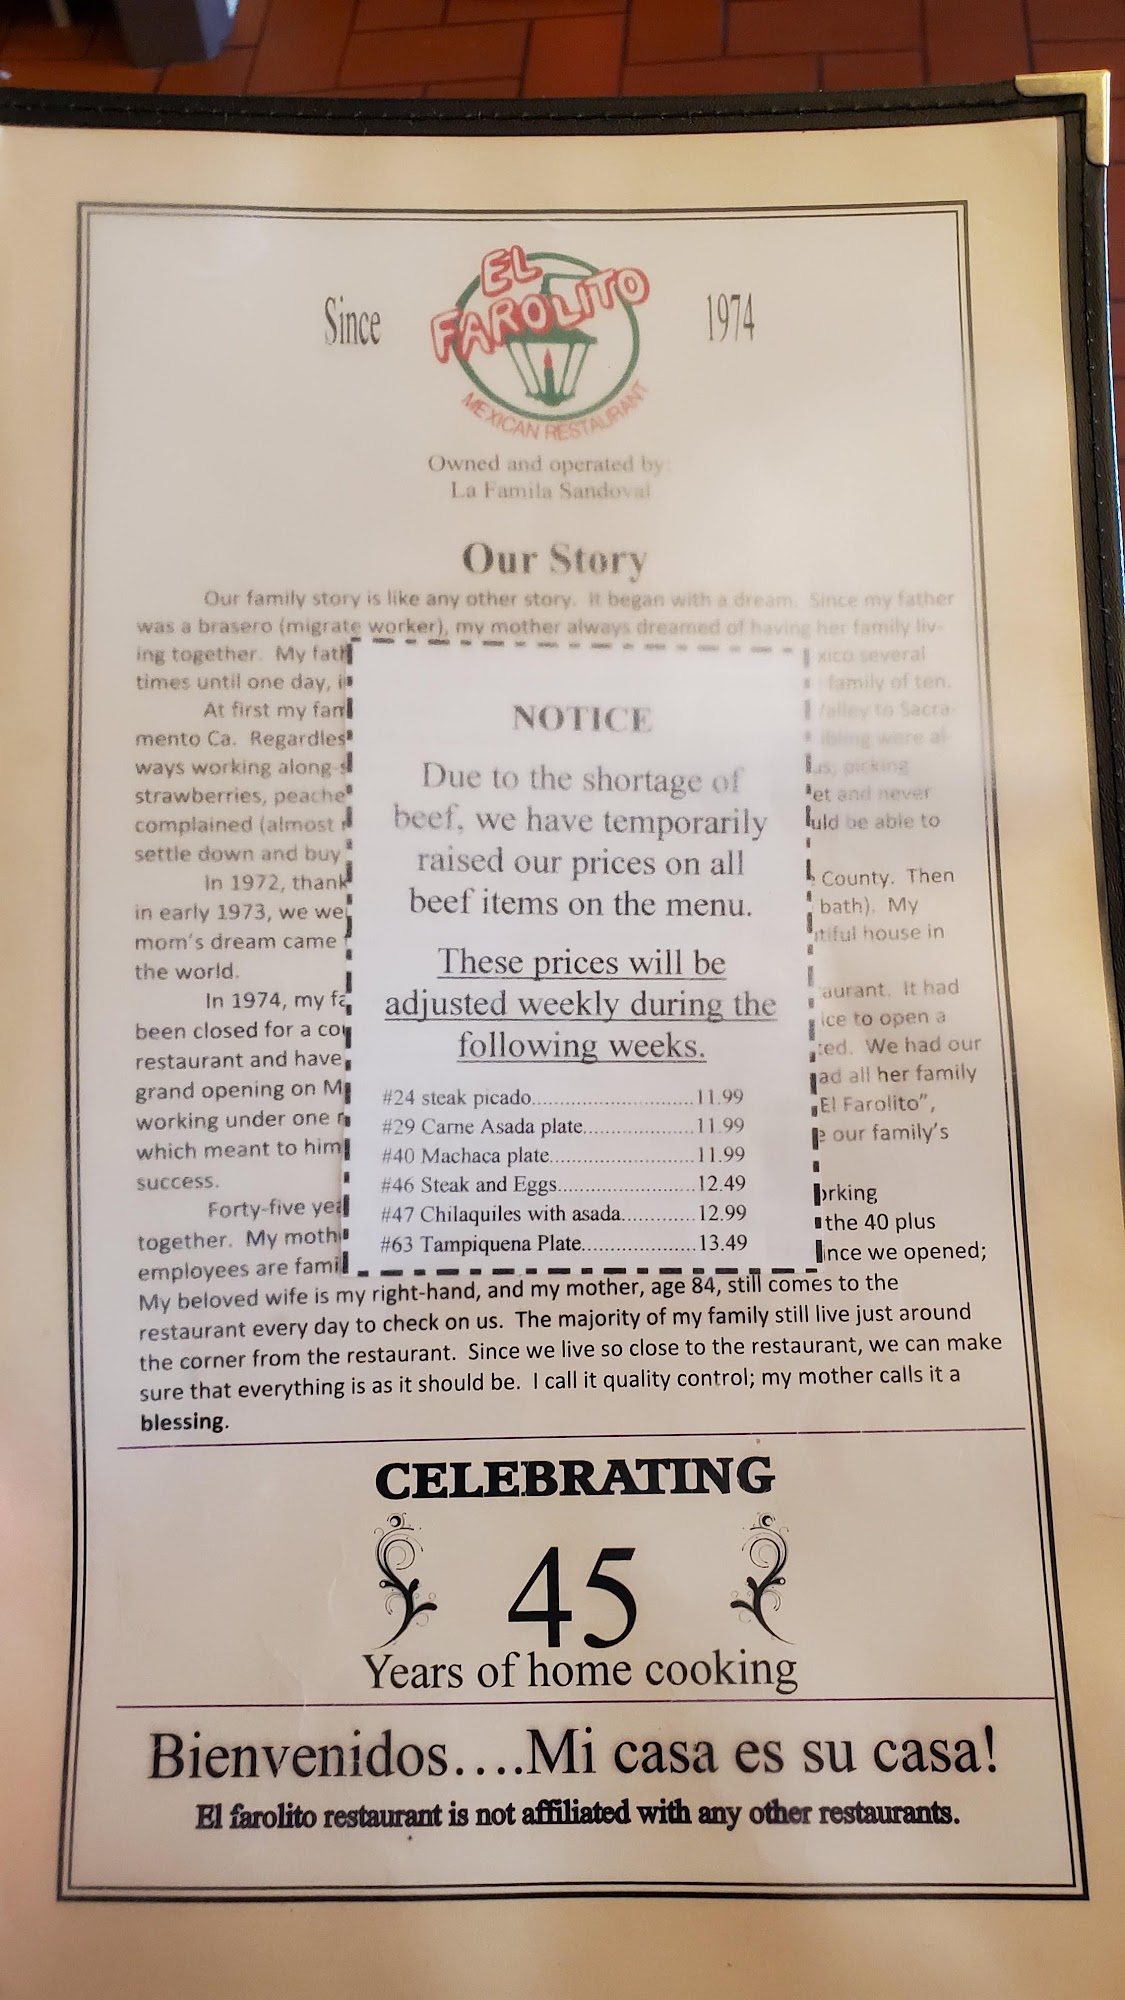 Since
EL
FAROLITO
MEXICAN RESTAURANT
1974
Owned and operated by:
La Famila Sandoval
Our Story
Our family story is like any other story. It began with a dream. Since my father
was a brasero (migrate worker), my mother always dreamed of having her family liv-
ing together. My fath
xico several
times until one day, i
family of ten.
At first my fam
Valley to Sacra-
mento Ca. Regardles
ibling were al-
ways working along s
us, picking
strawberries, peache
et and never
complained (almost
uld be able to
settle down and buy
In 1972, thank
County. Then
in early 1973, we we
bath). My
mom's dream came
tiful house in
the world.
In 1974, my fa
aurant. It had
been closed for a cou
ice to open a
restaurant and have
ted. We had our
grand opening on M
ad all her family
working under one r
"El Farolito",
which meant to him
e our family's
success.
Forty-five yea
orking
together. My moth
the 40 plus
employees are famil
ince we opened;
My beloved wife is my right-hand, and my mother, age 84, still comes to the
restaurant every day to check on us. The majority of my family still live just around
the corner from the restaurant. Since we live so close to the restaurant, we can make
sure that everything is as it should be. I call it quality control; my mother calls it a
blessing.
NOTICE
Due to the shortage of
beef, we have temporarily
raised our prices on all
beef items on the menu.
These prices will be
adjusted weekly during the
following weeks.
#24 steak picado............................11.99
#29 Carne Asada plate...................11.99
#40 Machaca plate.........................11.99
#46 Steak and Eggs........................12.49
#47 Chilaquiles with asada.............12.99
#63 Tampiquena Plate....................13.49
CELEBRATING
45
Years of home cooking
Bienvenidos....Mi casa es su casa!
El farolito restaurant is not affiliated with any other restaurants.